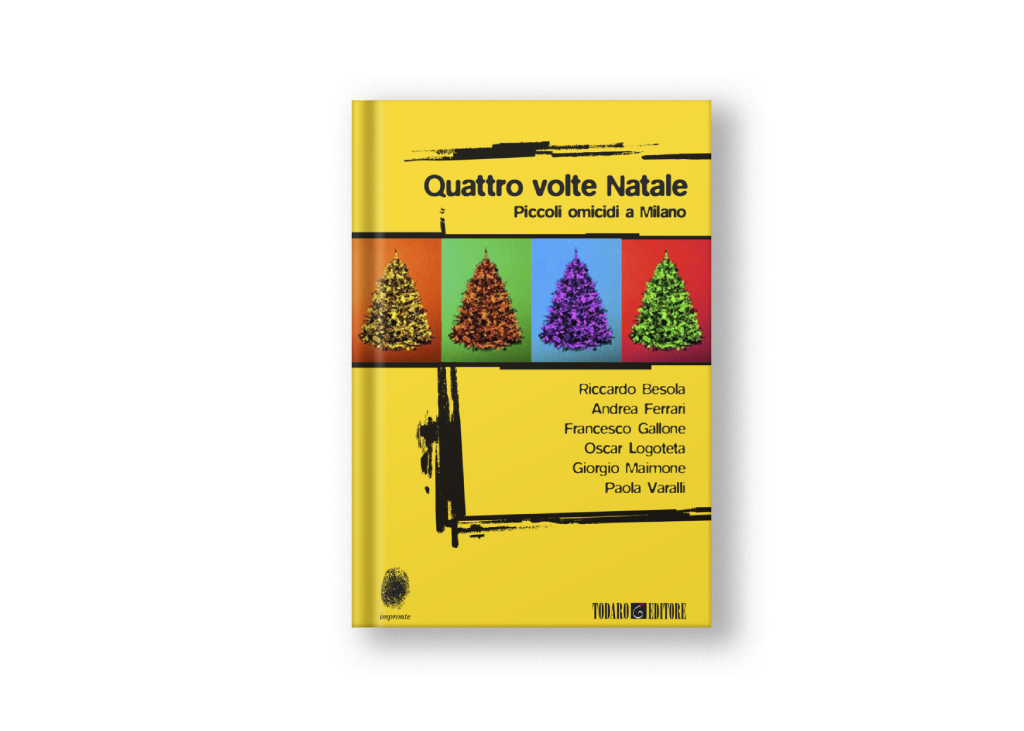 Quattro volte Natale
Piccoli omicidi a Milano
Riccardo Besola
Andrea Ferrari
Francesco Gallone
Oscar Logoteta
Giorgio Maimone
Paola Varalli
impronte
TODARO EDITORE